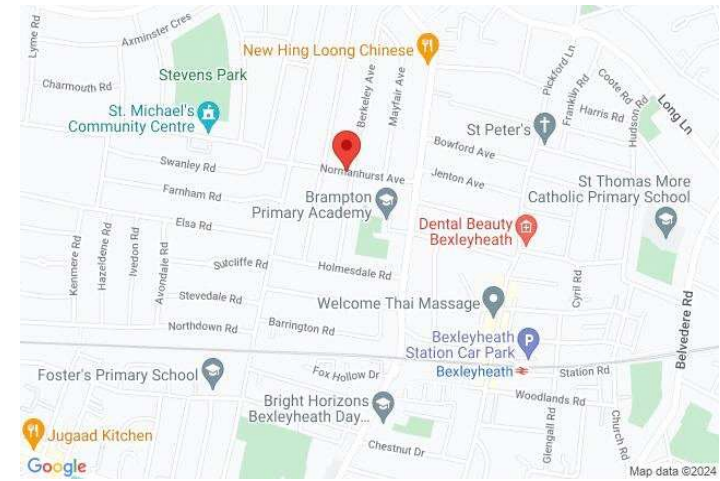 Lyme Rd
Axminster Cres
New Hing Loong Chinese
Stevens Park
Charmouth Rd
Berkeley Ave
Mayfair Ave
Pickford Ln
Coote Rd
Long Ln
Franklin Rd
Harris Rd
Hudson Rd
St. Michael's
Community Centre
St Peter's
Bowford Ave
Swanley Rd
Normanhurst Ave
Jenton Ave
Farnham Rd
Brampton
Primary Academy
St Thomas More
Catholic Primary School
Elsa Rd
Dental Beauty
Bexleyheath
Kenmere Rd
Hazeldene Rd
Ivedon Rd
Avondale Rd
Sutcliffe Rd
Holmesdale Rd
Cyril Rd
Stevedale Rd
Welcome Thai Massage
Belvedere Rd
Northdown Rd
Barrington Rd
Bexleyheath
Station Car Park
P
Foster's Primary School
Fox Hollow Dr
Bexleyheath
Station Rd
Bright Horizons
Bexleyheath Day...
Woodlands Rd
Jugaad Kitchen
Chestnut Dr
Glengall Rd
Church Rd
Google
Map data ©2024